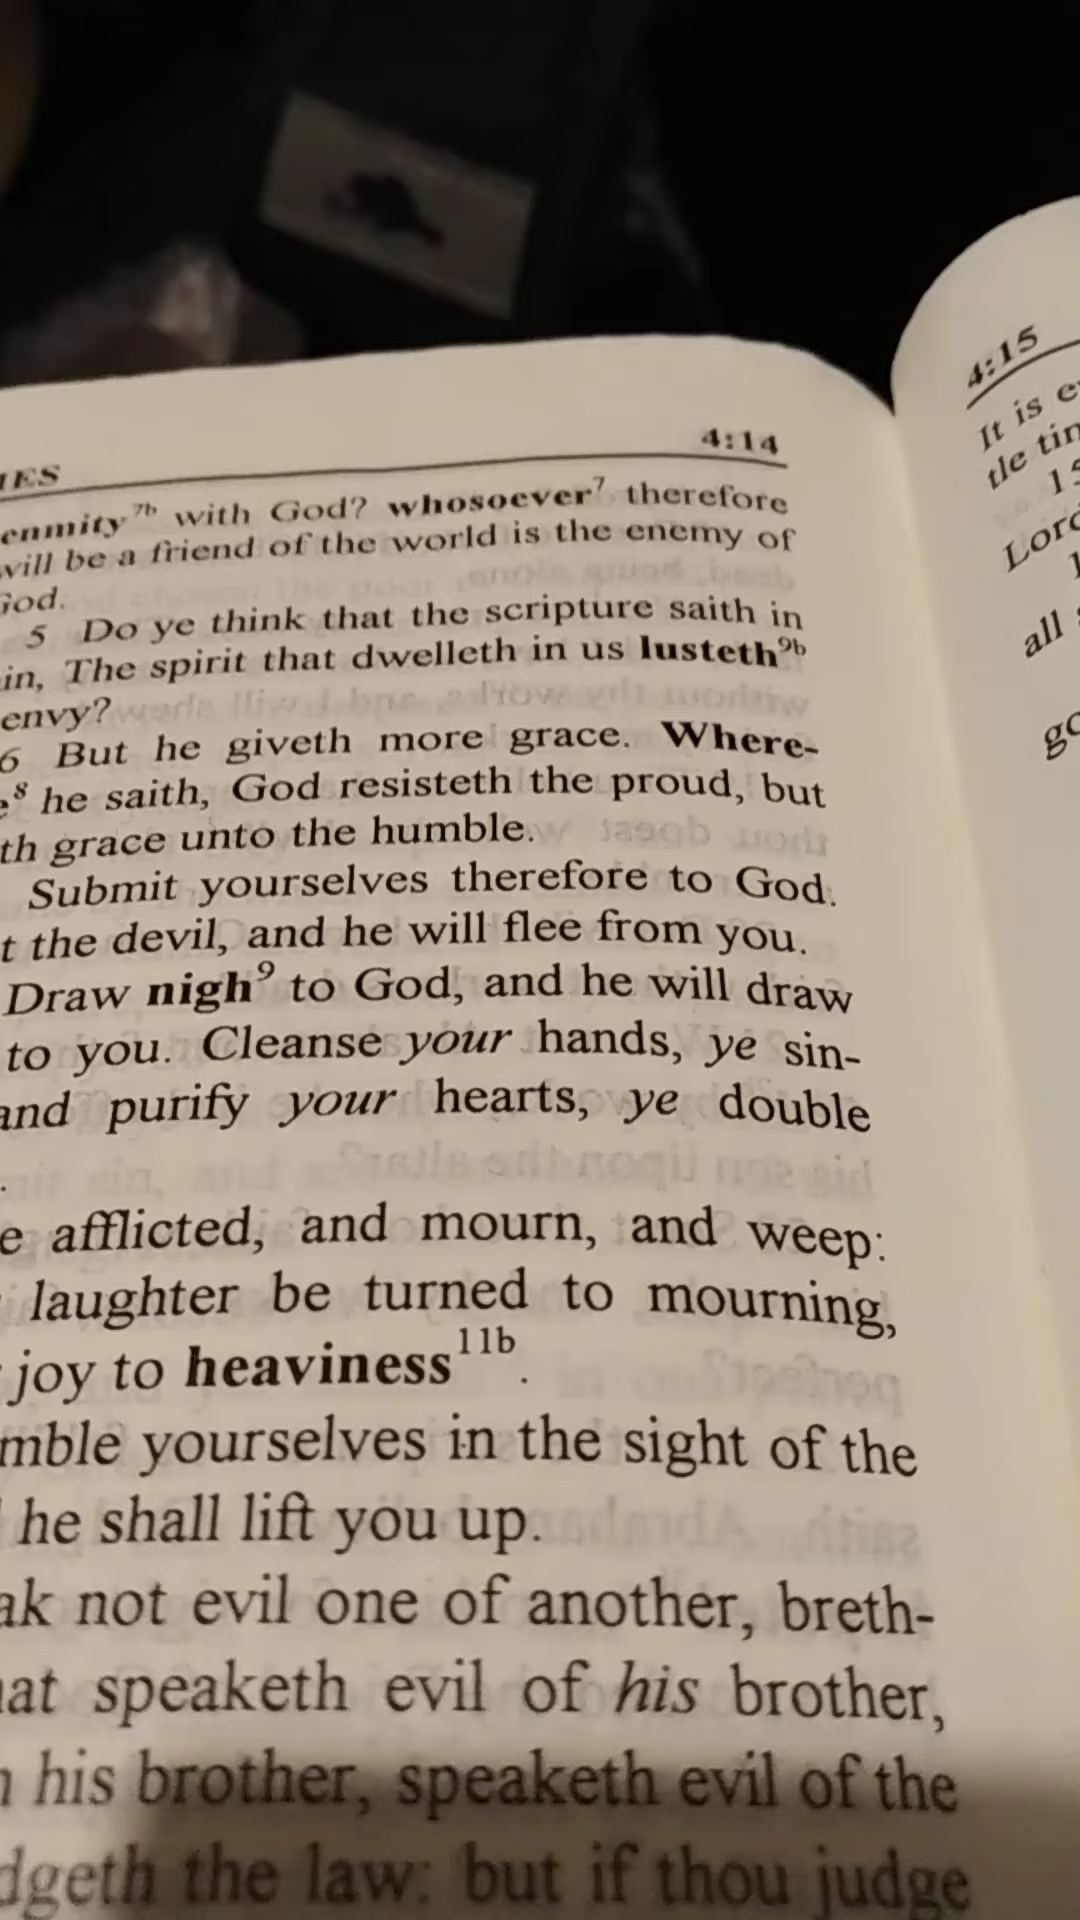 IES 4:14
enmity7b with God? whosoever7 therefore
will be a friend of the world is the enemy of
God.
5 Do ye think that the scripture saith in
in, The spirit that dwelleth in us lusteth9b
envy?
6 But he giveth more grace. Where-
e8 he saith, God resisteth the proud, but
th grace unto the humble.
Submit yourselves therefore to God.
t the devil, and he will flee from you.
Draw nigh9 to God, and he will draw
to you. Cleanse your hands, ye sin-
and purify your hearts, ye double
.
e afflicted, and mourn, and weep:
laughter be turned to mourning,
joy to heaviness11b.
mble yourselves in the sight of the
he shall lift you up.
ak not evil one of another, breth-
hat speaketh evil of his brother,
h his brother, speaketh evil of the
dgeth the law: but if thou judge
4:15
It is e
tle tim
15
Lord
all
go